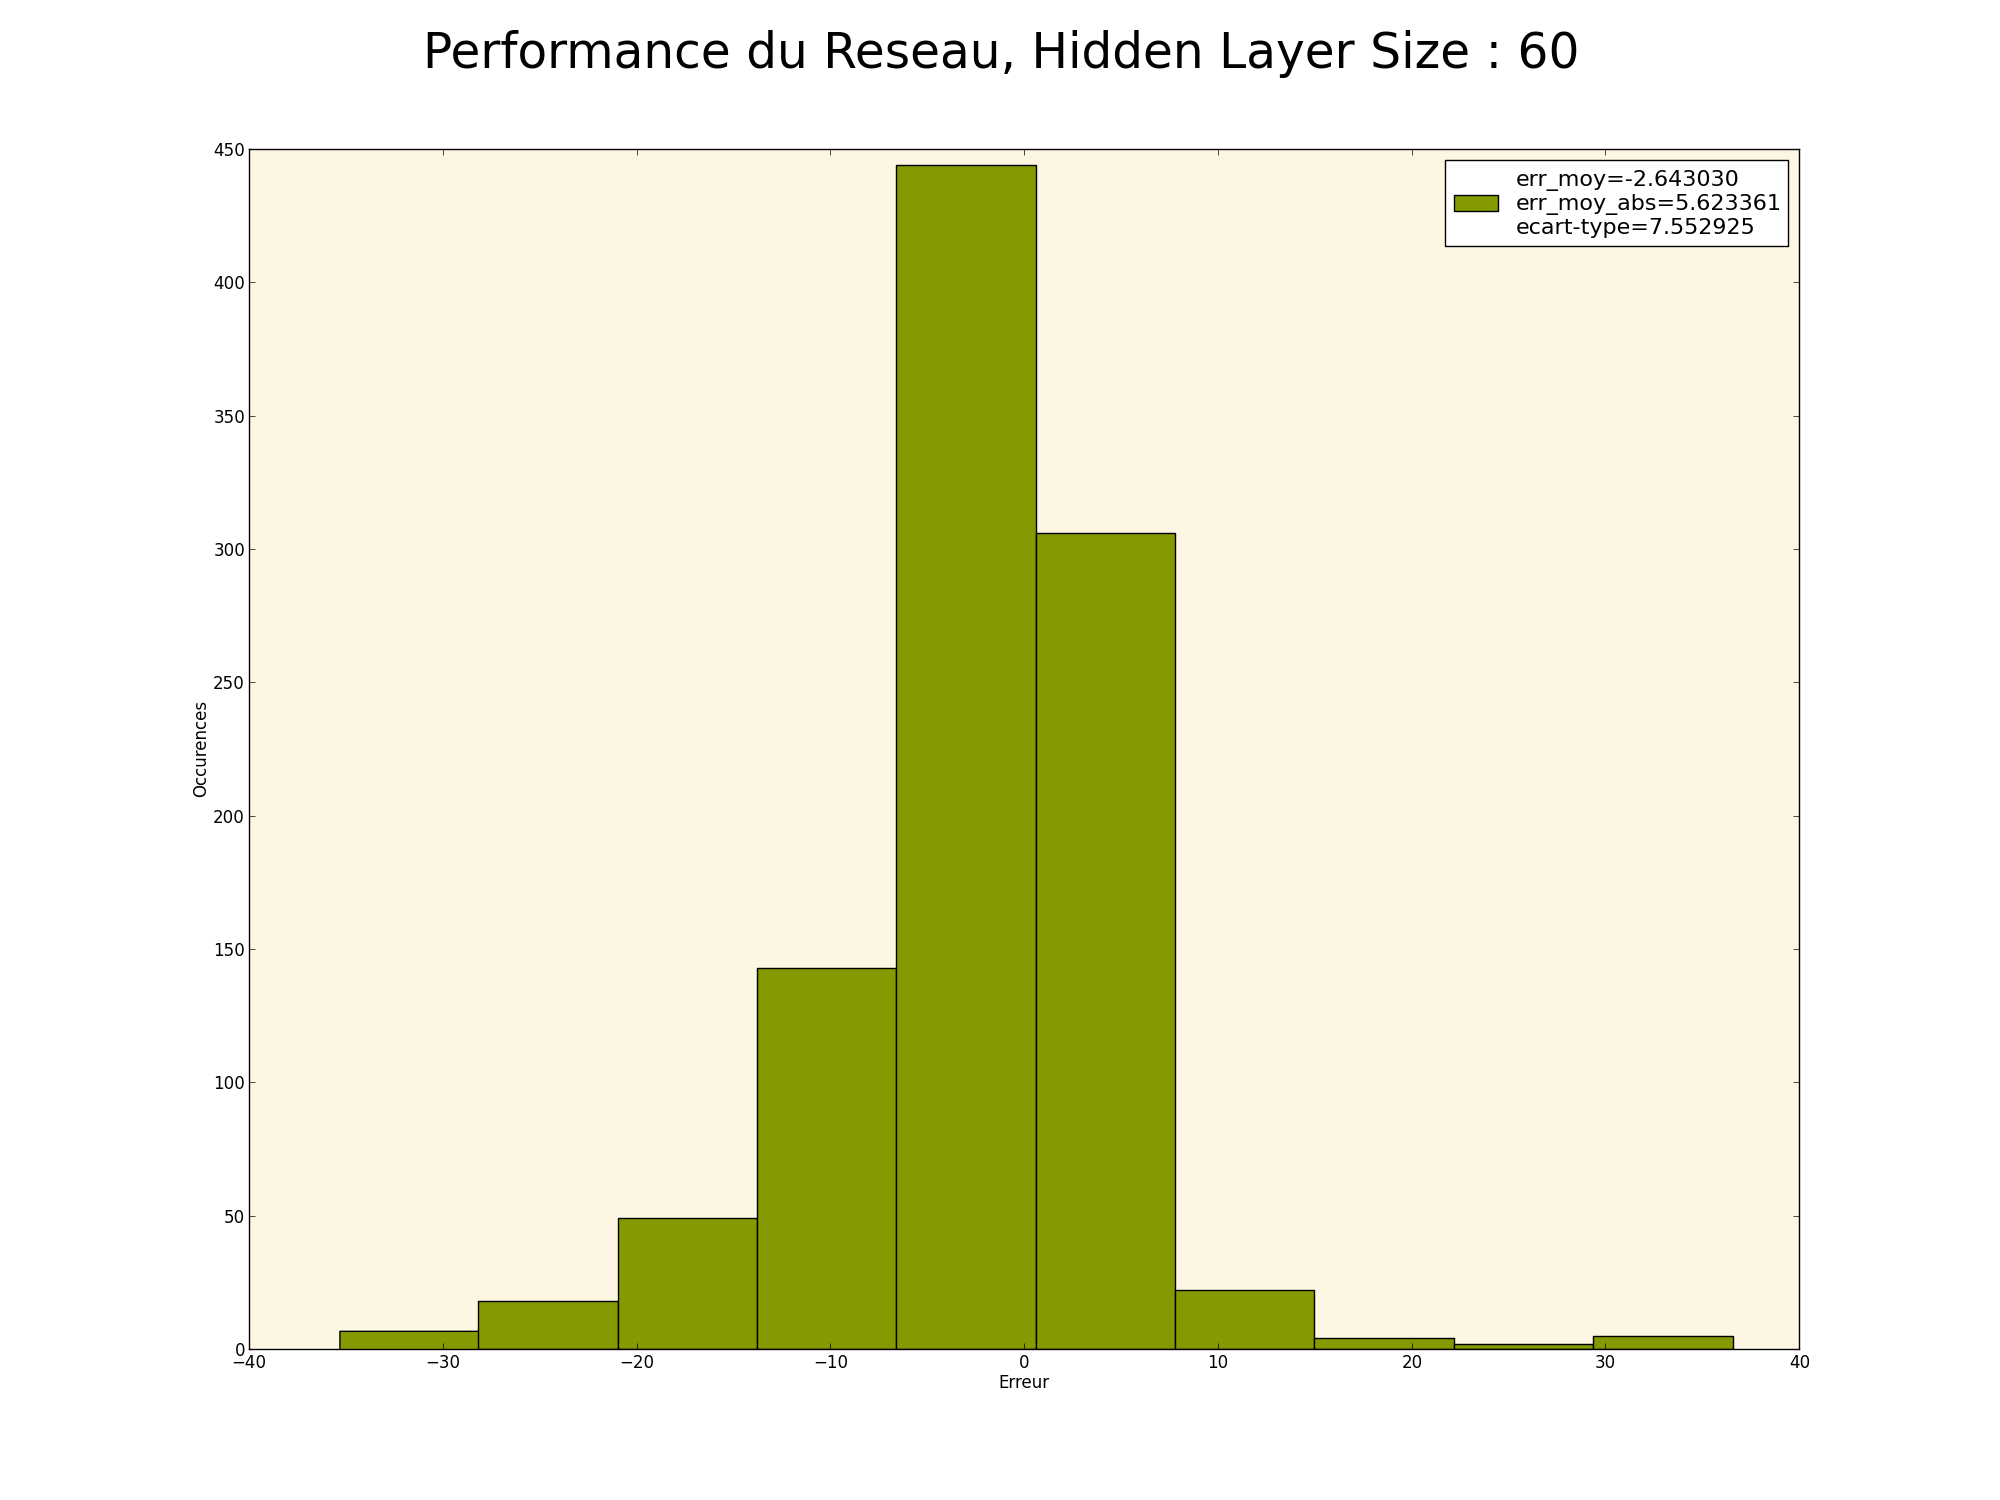 Performance du Reseau, Hidden Layer Size : 60
450
400
350
300
250
200
150
100
50
0
Occurences
err_moy=-2.643030
err_moy_abs=5.623361
ecart-type=7.552925
−40 −30 −20 −10 0 10 20 30 40
Erreur